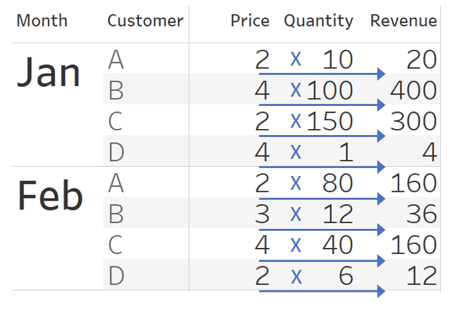 Month Customer Price Quantity Revenue
Jan A 2 X 10 20
B 4 X 100 400
C 2 X 150 300
D 4 X 1 4
Feb A 2 X 80 160
B 3 X 12 36
C 4 X 40 160
D 2 X 6 12